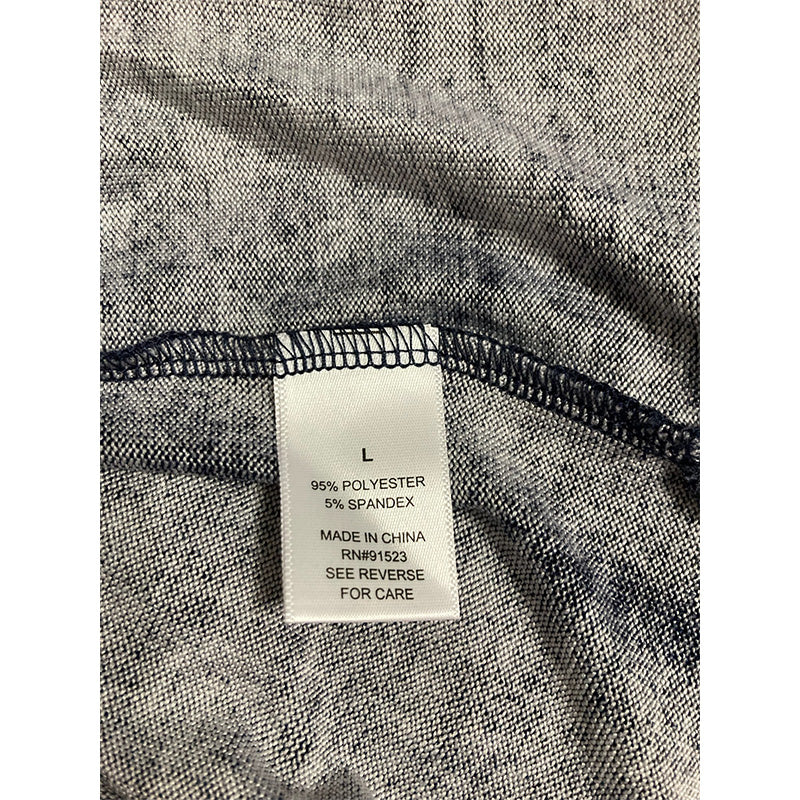 L
95% POLYESTER
5% SPANDEX
MADE IN CHINA
RN#91523
SEE REVERSE
FOR CARE